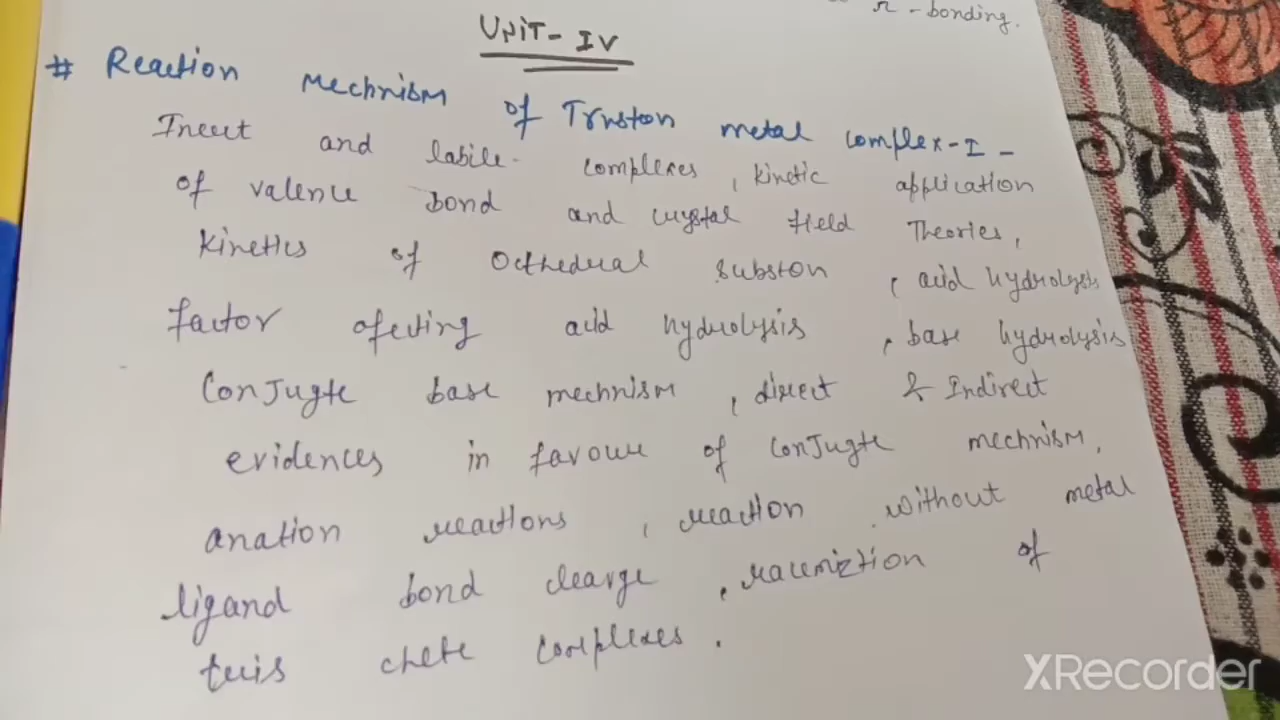 π - bonding.
UNIT - IV
# Reaction Mechnism of Trnston metal complex - I -
Inert and labile complexes, kinetic application
of valence bond and crystal field Theories,
kinetics of Octhedral subston, acid hydrolysis
factor afecting acid hydrolysis, base hydrolysis
Conjugte base mechnism, direct & Indirect
evidences in favour of conjugte mechnism,
anation reactions, reaction without metal
ligand bond clearge, racemiztion of
tris chete complexes.
XRecorder